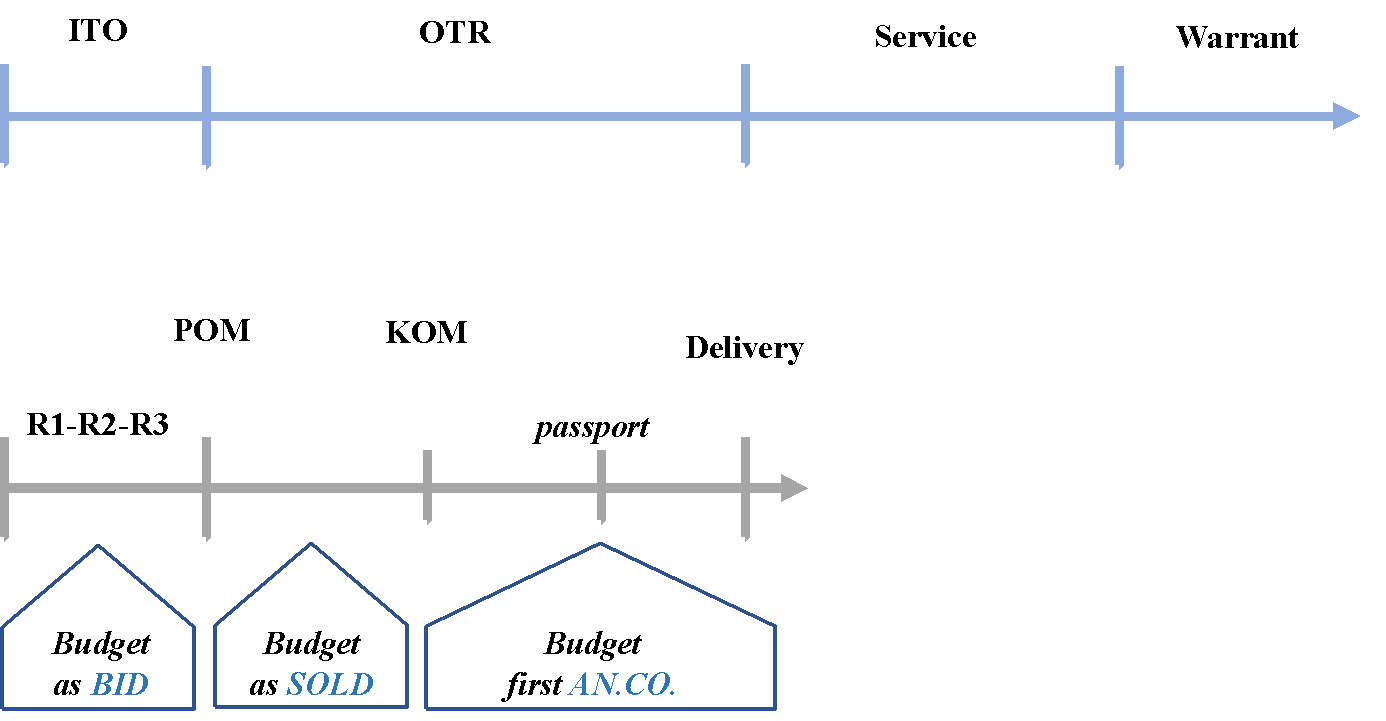 ITO
OTR
Service
Warrant
POM
KOM
Delivery
R1-R2-R3
passport
Budget
as BID
Budget
as SOLD
Budget
first AN.CO.